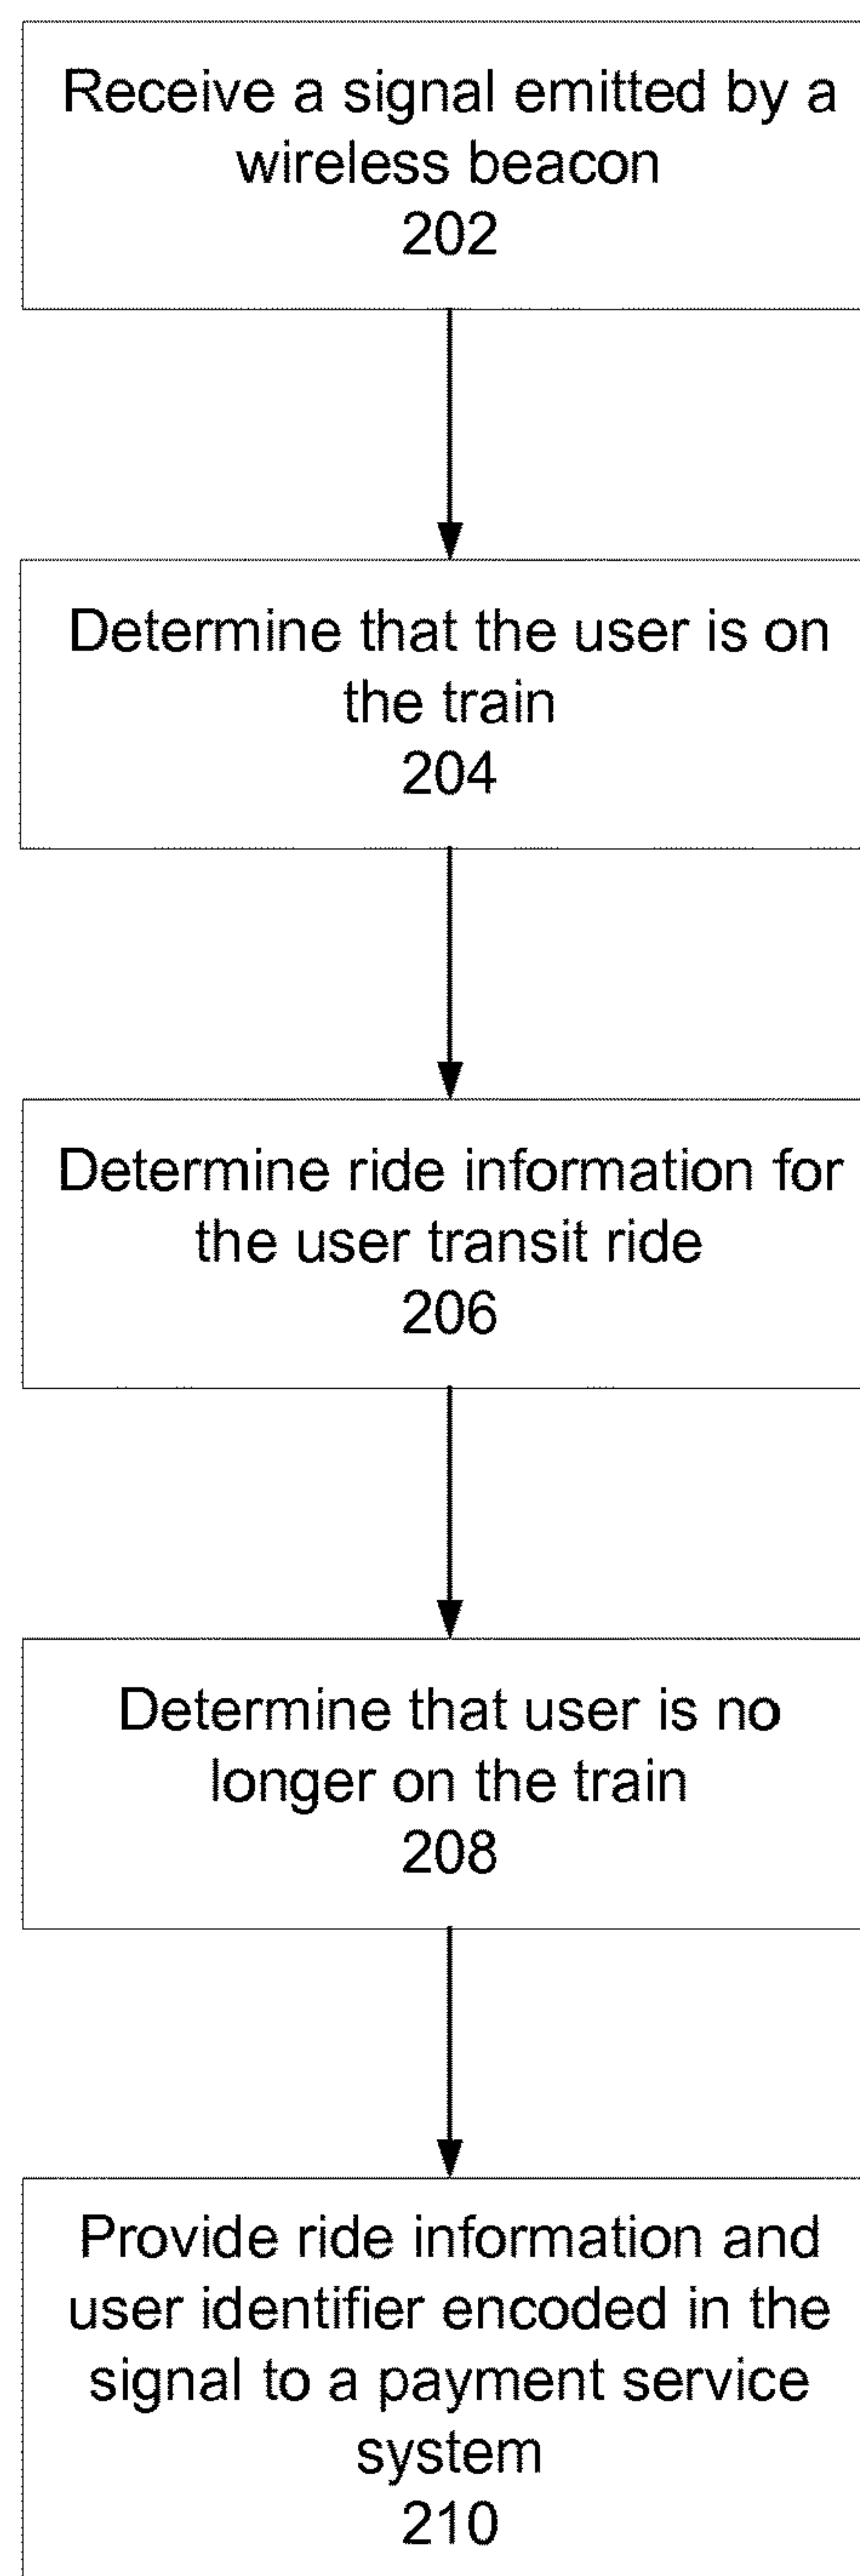 Receive a signal emitted by a
wireless beacon
202
Determine that the user is on
the train
204
Determine ride information for
the user transit ride
206
Determine that user is no
longer on the train
208
Provide ride information and
user identifier encoded in the
signal to a payment service
system
210